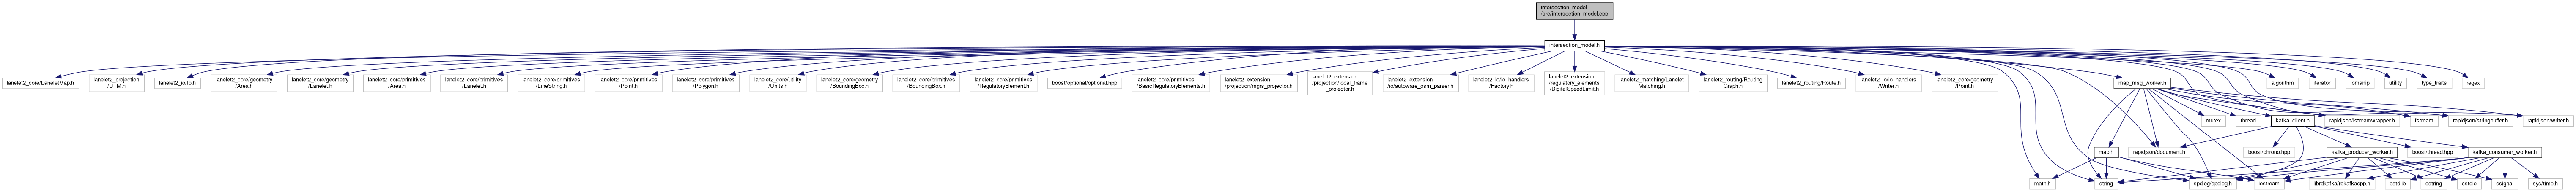 intersection_model
/src/intersection_model.cpp
intersection_model.h
lanelet2_core/LaneletMap.h
lanelet2_projection
/UTM.h
lanelet2_io/Io.h
lanelet2_core/geometry
/Area.h
lanelet2_core/geometry
/Lanelet.h
lanelet2_core/primitives
/Area.h
lanelet2_core/primitives
/Lanelet.h
lanelet2_core/primitives
/LineString.h
lanelet2_core/primitives
/Point.h
lanelet2_core/primitives
/Polygon.h
lanelet2_core/utility
/Units.h
lanelet2_core/geometry
/BoundingBox.h
lanelet2_core/primitives
/BoundingBox.h
lanelet2_core/primitives
/RegulatoryElement.h
boost/optional/optional.hpp
lanelet2_core/primitives
/BasicRegulatoryElements.h
lanelet2_extension
/projection/mgrs_projector.h
lanelet2_extension
/projection/local_frame
_projector.h
lanelet2_extension
/io/autoware_osm_parser.h
lanelet2_io/io_handlers
/Factory.h
lanelet2_extension
/regulatory_elements
/DigitalSpeedLimit.h
lanelet2_matching/Lanelet
Matching.h
lanelet2_routing/Routing
Graph.h
lanelet2_routing/Route.h
lanelet2_io/io_handlers
/Writer.h
lanelet2_core/geometry
/Point.h
map_msg_worker.h
algorithm
iterator
iomanip
utility
type_traits
regex
mutex
thread
kafka_client.h
rapidjson/istreamwrapper.h
fstream
rapidjson/stringbuffer.h
rapidjson/writer.h
map.h
rapidjson/document.h
boost/chrono.hpp
kafka_producer_worker.h
boost/thread.hpp
kafka_consumer_worker.h
math.h
string
spdlog/spdlog.h
iostream
librdkafka/rdkafkacpp.h
cstdlib
cstring
cstdio
csignal
sys/time.h